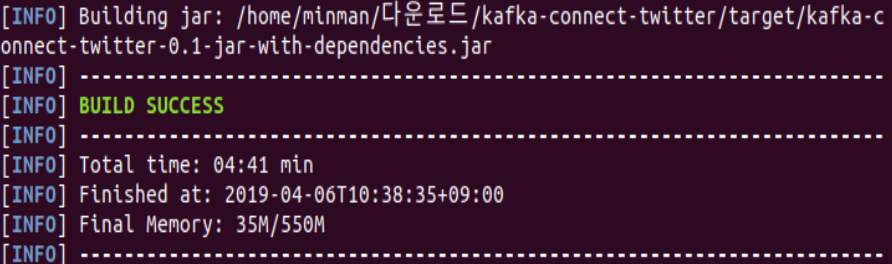 [INFO] Building jar: /home/minman/다운로드/kafka-connect-twitter/target/kafka-c
onnect-twitter-0.1-jar-with-dependencies.jar
[INFO] ------------------------------------------------------------------------
[INFO] BUILD SUCCESS
[INFO] ------------------------------------------------------------------------
[INFO] Total time: 04:41 min
[INFO] Finished at: 2019-04-06T10:38:35+09:00
[INFO] Final Memory: 35M/550M
[INFO] ------------------------------------------------------------------------